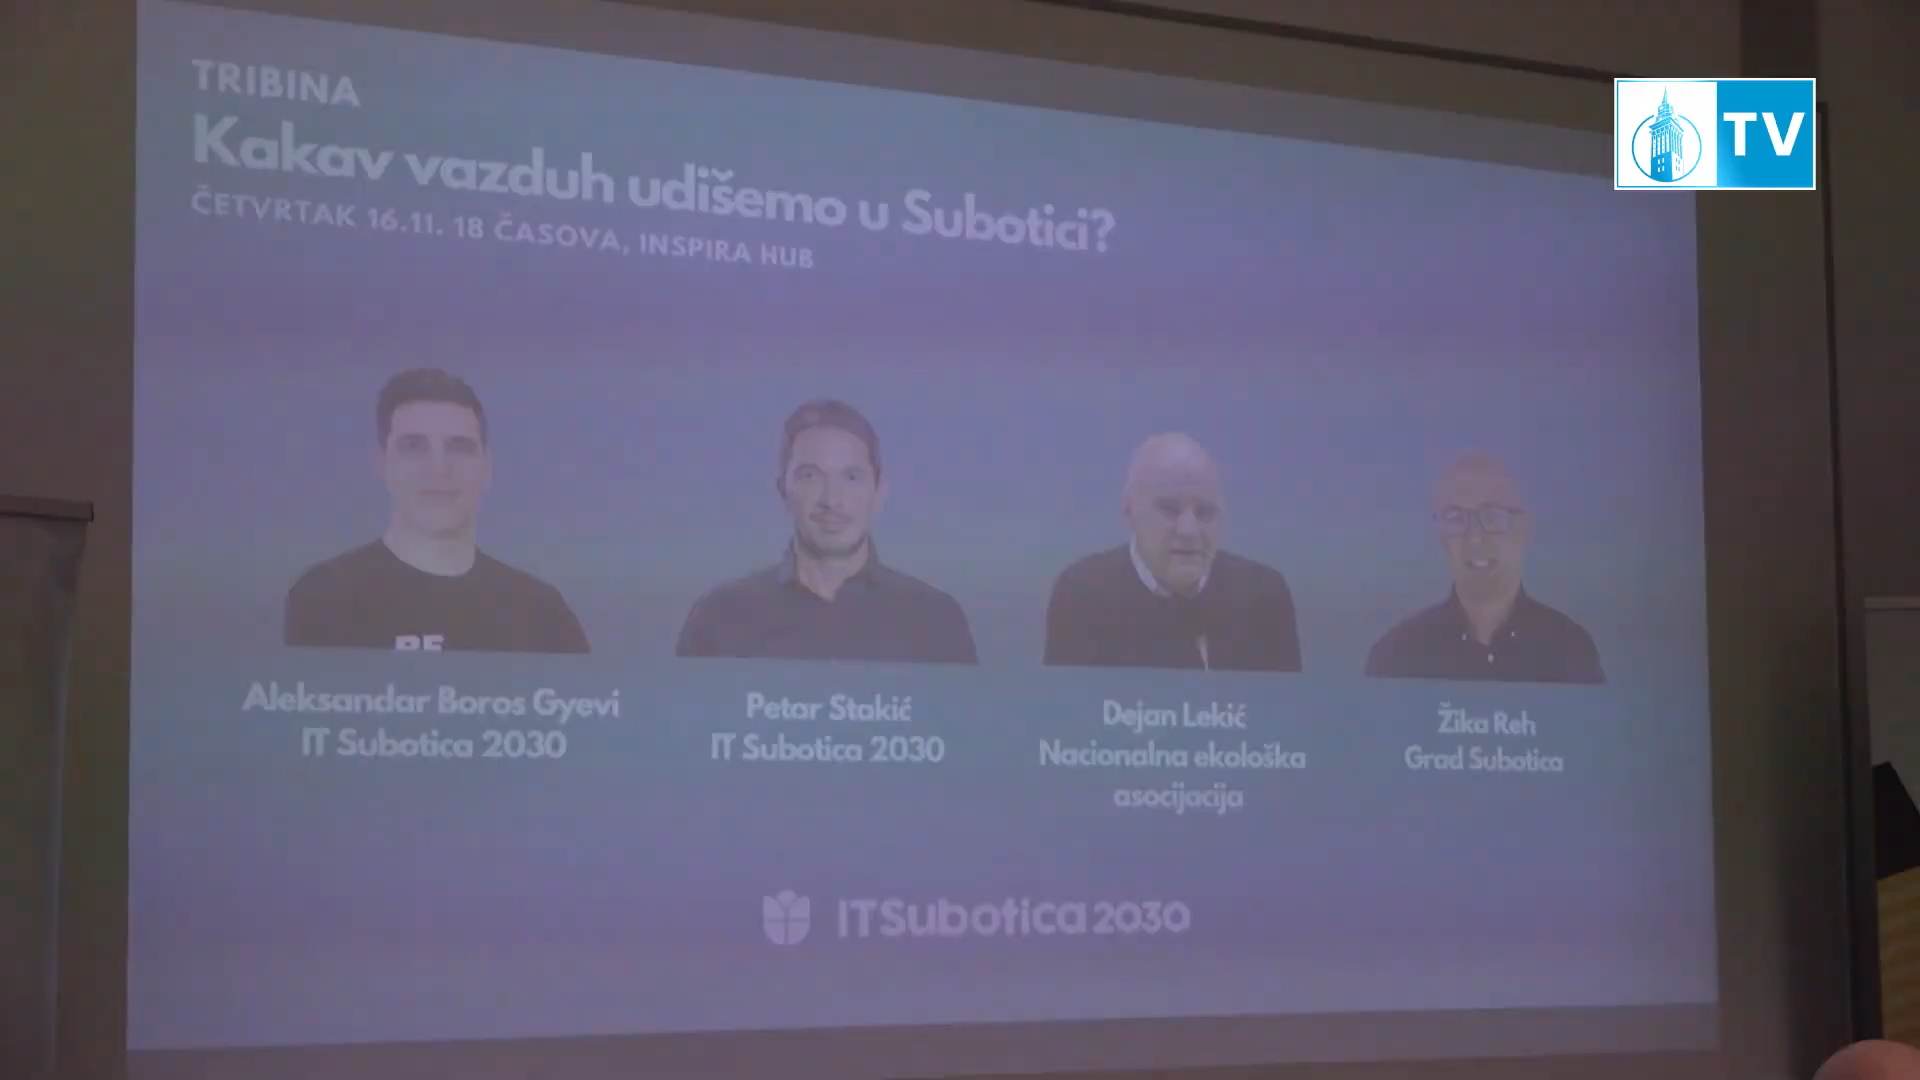 TRIBINA
Kakav vazduh udišemo u Subotici?
ČETVRTAK 16.11. 18 ČASOVA, INSPIRA HUB
TV
BE
Aleksandar Boros Gyevi
IT Subotica 2030
Petar Stakić
IT Subotica 2030
Dejan Lekić
Nacionalna ekološka
asocijacija
Žika Reh
Grad Subotica
ITSubotica2030